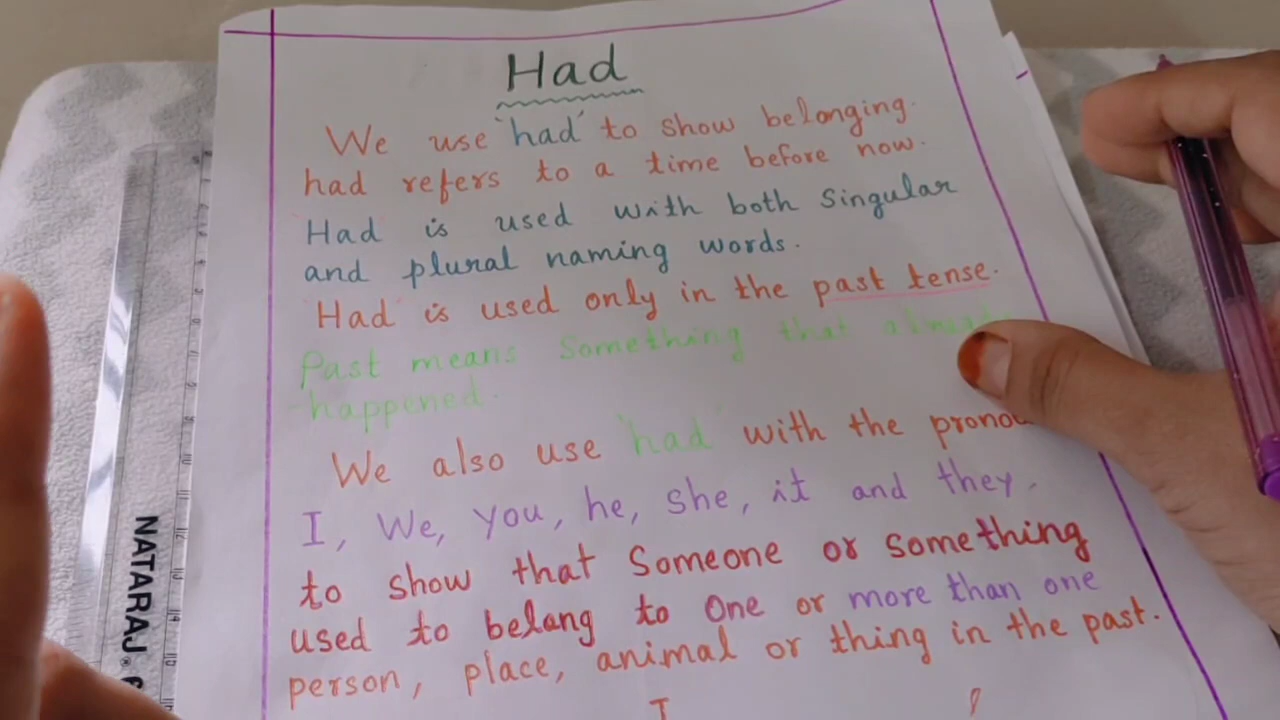 Had
We use 'had' to show belonging.
had refers to a time before now.
Had is used with both Singular
and plural naming words.
Had is used only in the past tense.
Past means Something that already
happened.
We also use 'had' with the
I, We, you, he, she, it and they,
to show that Someone or something
used to belang to one or more than one
person, place, animal or thing in the past.
NATARAJ